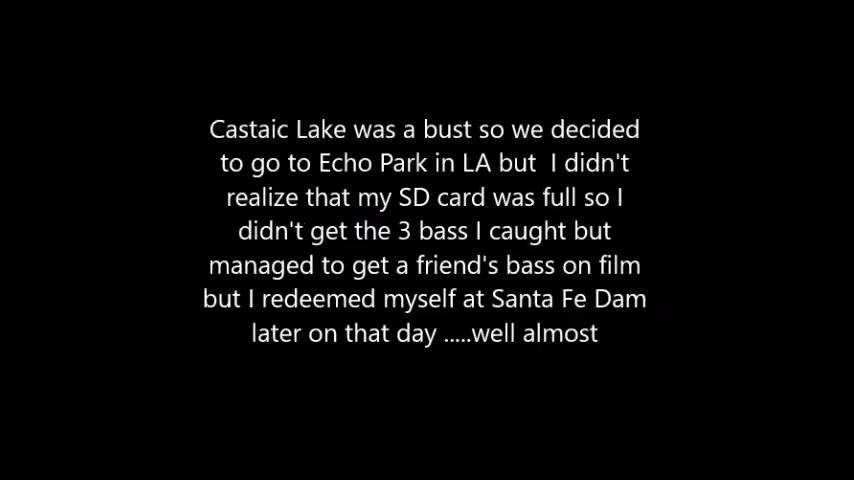 Castaic Lake was a bust so we decided
to go to Echo Park in LA but  I didn't
realize that my SD card was full so I
didn't get the 3 bass I caught but
managed to get a friend's bass on film
but I redeemed myself at Santa Fe Dam
later on that day .....well almost